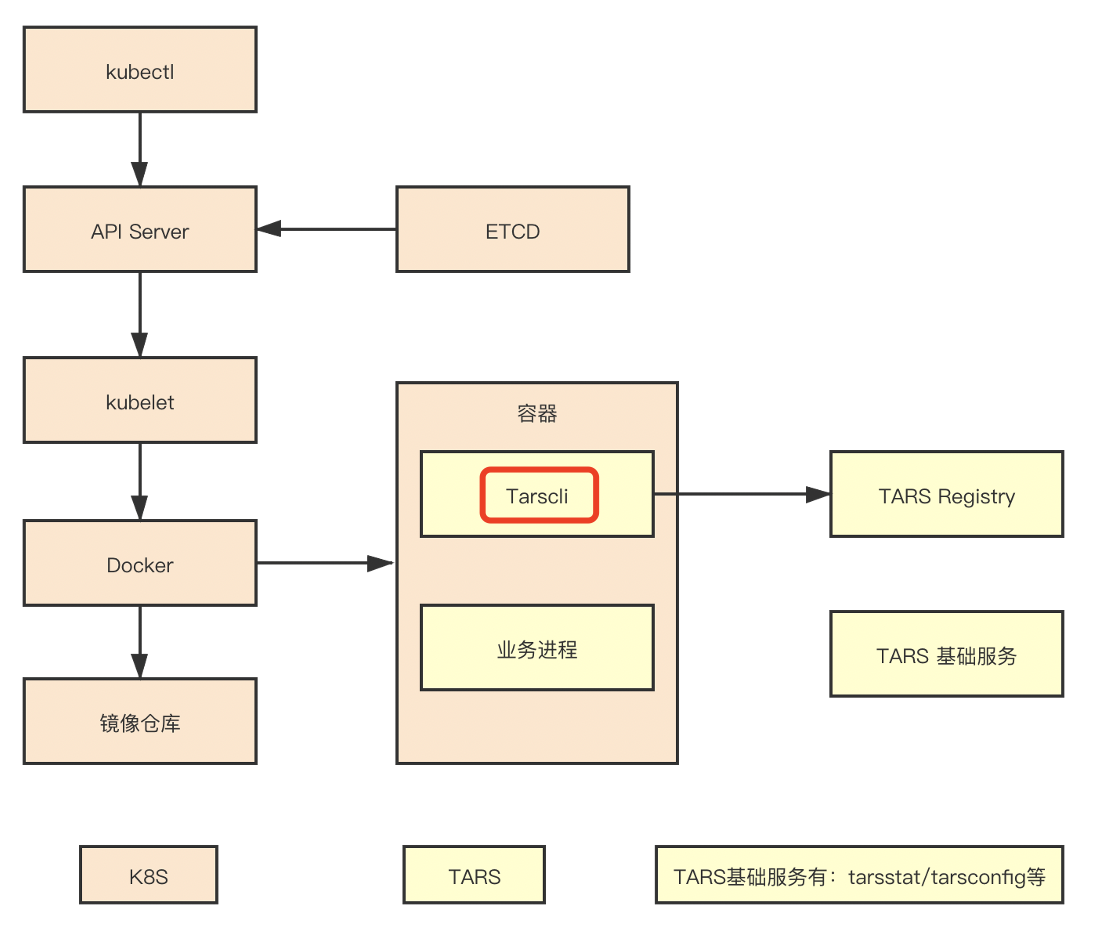 kubectl
API Server
ETCD
kubelet
容器
Tarscli
TARS Registry
Docker
业务进程
TARS 基础服务
镜像仓库
K8S
TARS
TARS基础服务有：tarsstat/tarsconfig等